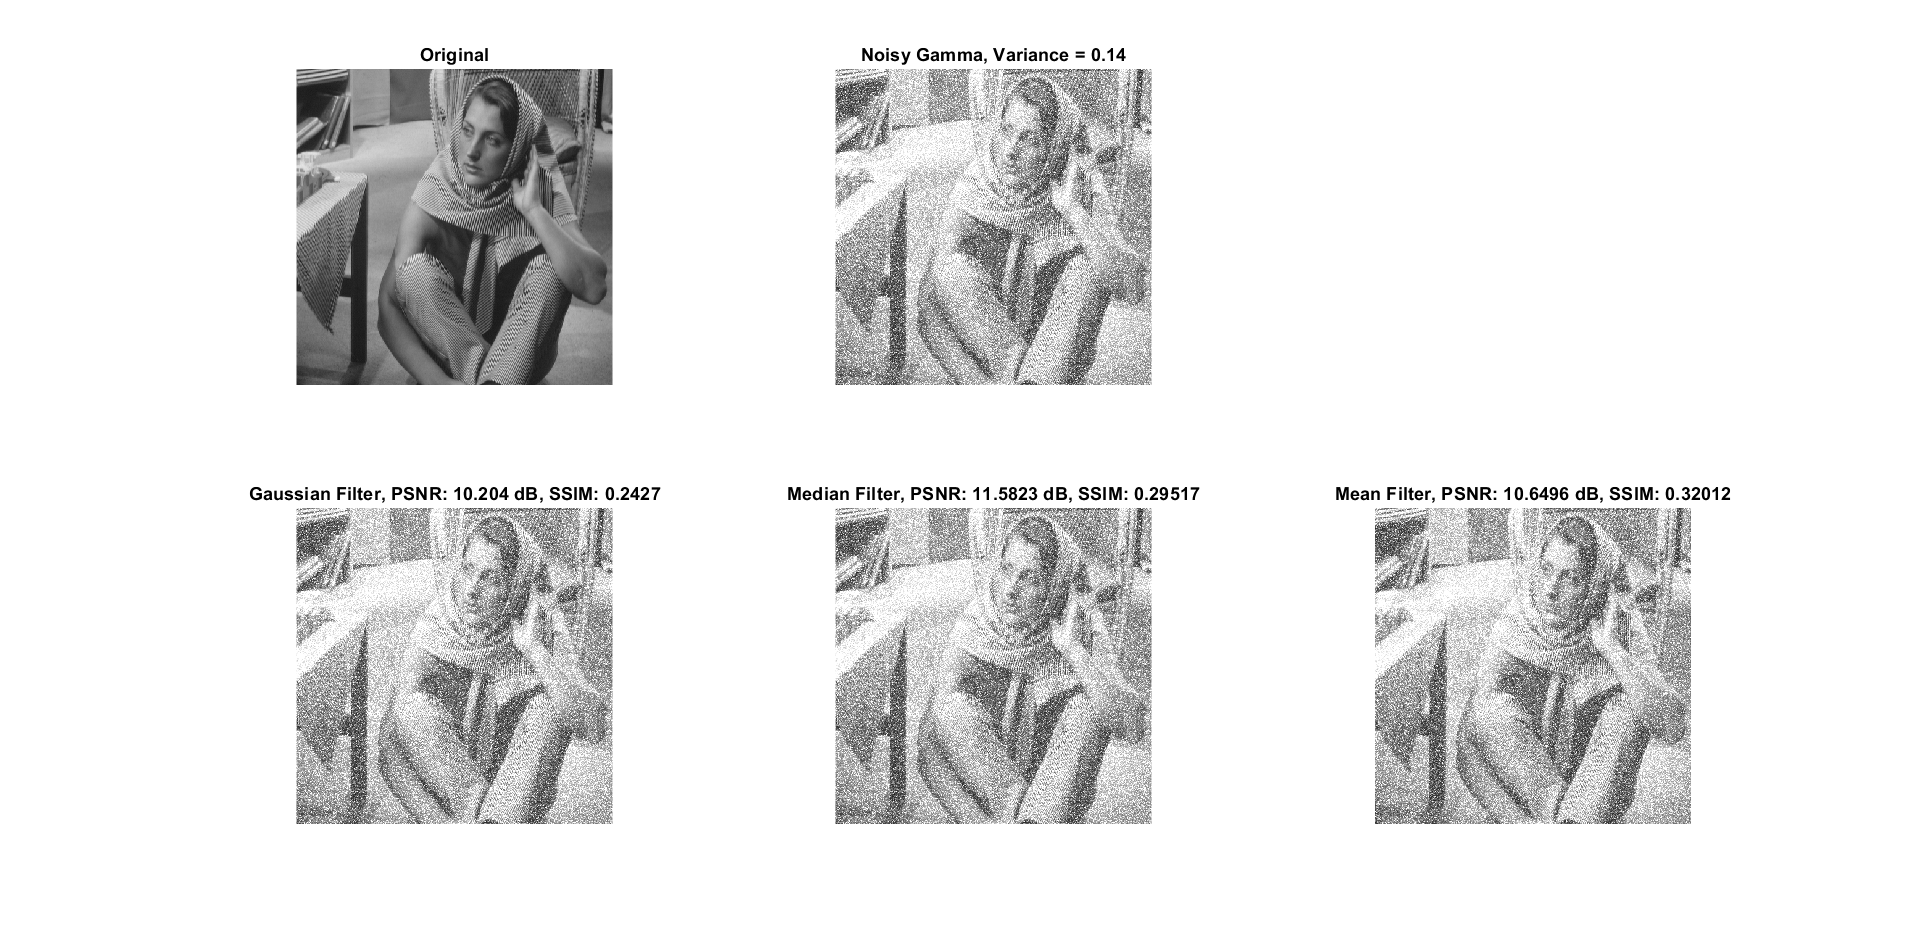 Original
Noisy Gamma, Variance = 0.14
Gaussian Filter, PSNR: 10.204 dB, SSIM: 0.2427
Median Filter, PSNR: 11.5823 dB, SSIM: 0.29517
Mean Filter, PSNR: 10.6496 dB, SSIM: 0.32012